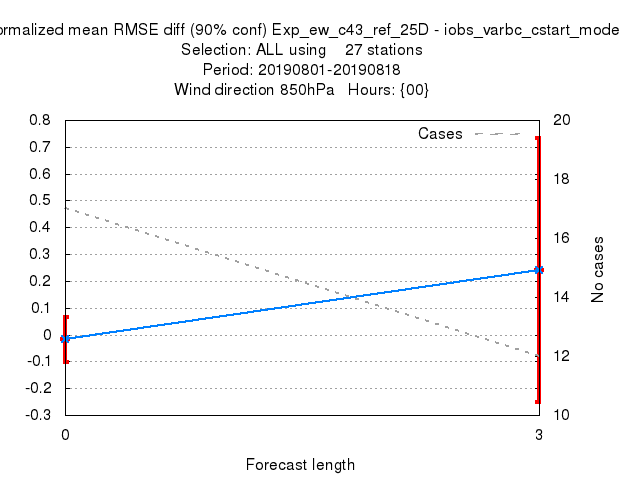 ormalized mean RMSE diff (90% conf) Exp_ew_c43_ref_25D - iobs_varbc_cstart_mode
Selection: ALL using 27 stations
Period: 20190801-20190818
Wind direction 850hPa Hours: {00}
Cases
0.8
0.7
0.6
0.5
0.4
0.3
0.2
0.1
0
-0.1
-0.2
-0.3
20
18
16
14
12
10
No cases
0 3
Forecast length